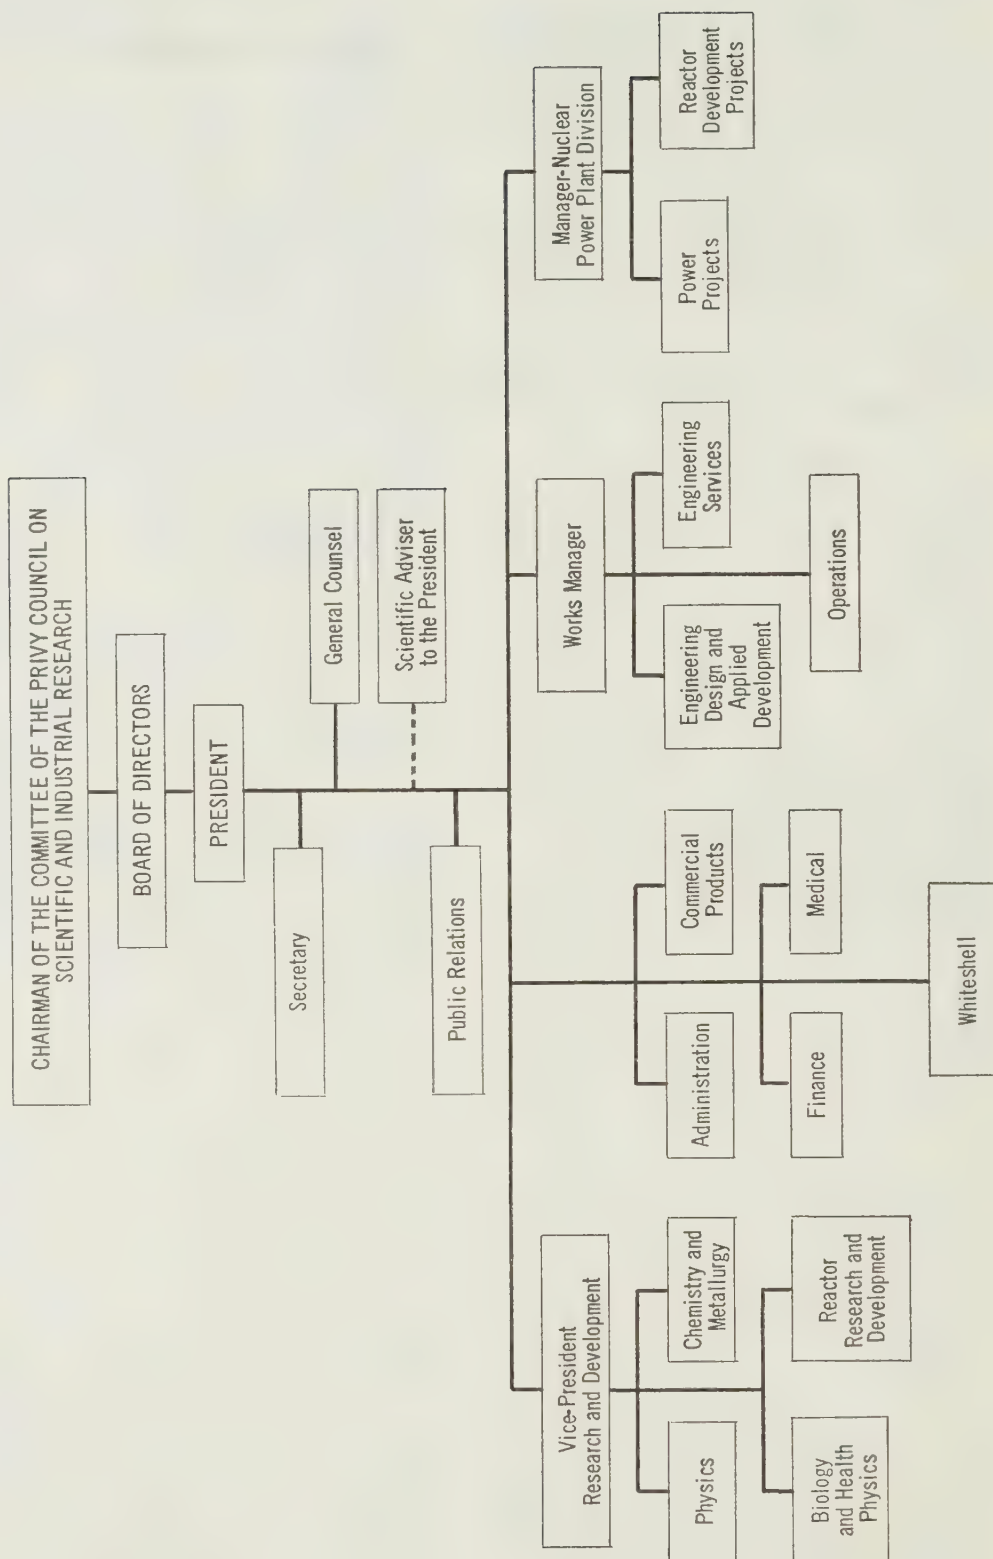 CHAIRMAN OF THE COMMITTEE OF THE PRIVY COUNCIL ON
SCIENTIFIC AND INDUSTRIAL RESEARCH
BOARD OF DIRECTORS
PRESIDENT
Secretary
General Counsel
Scientific Adviser
to the President
Public Relations
Vice-President
Research and Development
Physics
Chemistry and
Metallurgy
Biology
and Health
Physics
Reactor
Research and
Development
Administration
Commercial
Products
Finance
Medical
Whiteshell
Works Manager
Engineering
Design and
Applied
Development
Engineering
Services
Operations
Manager-Nuclear
Power Plant Division
Power
Projects
Reactor
Development
Projects